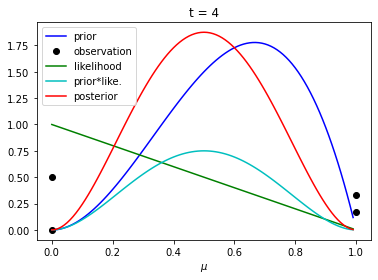 t = 4
prior
observation
likelihood
prior*like.
posterior
1.75
1.50
1.25
1.00
0.75
0.50
0.25
0.00
0.0 0.2 0.4 0.6 0.8 1.0
μ